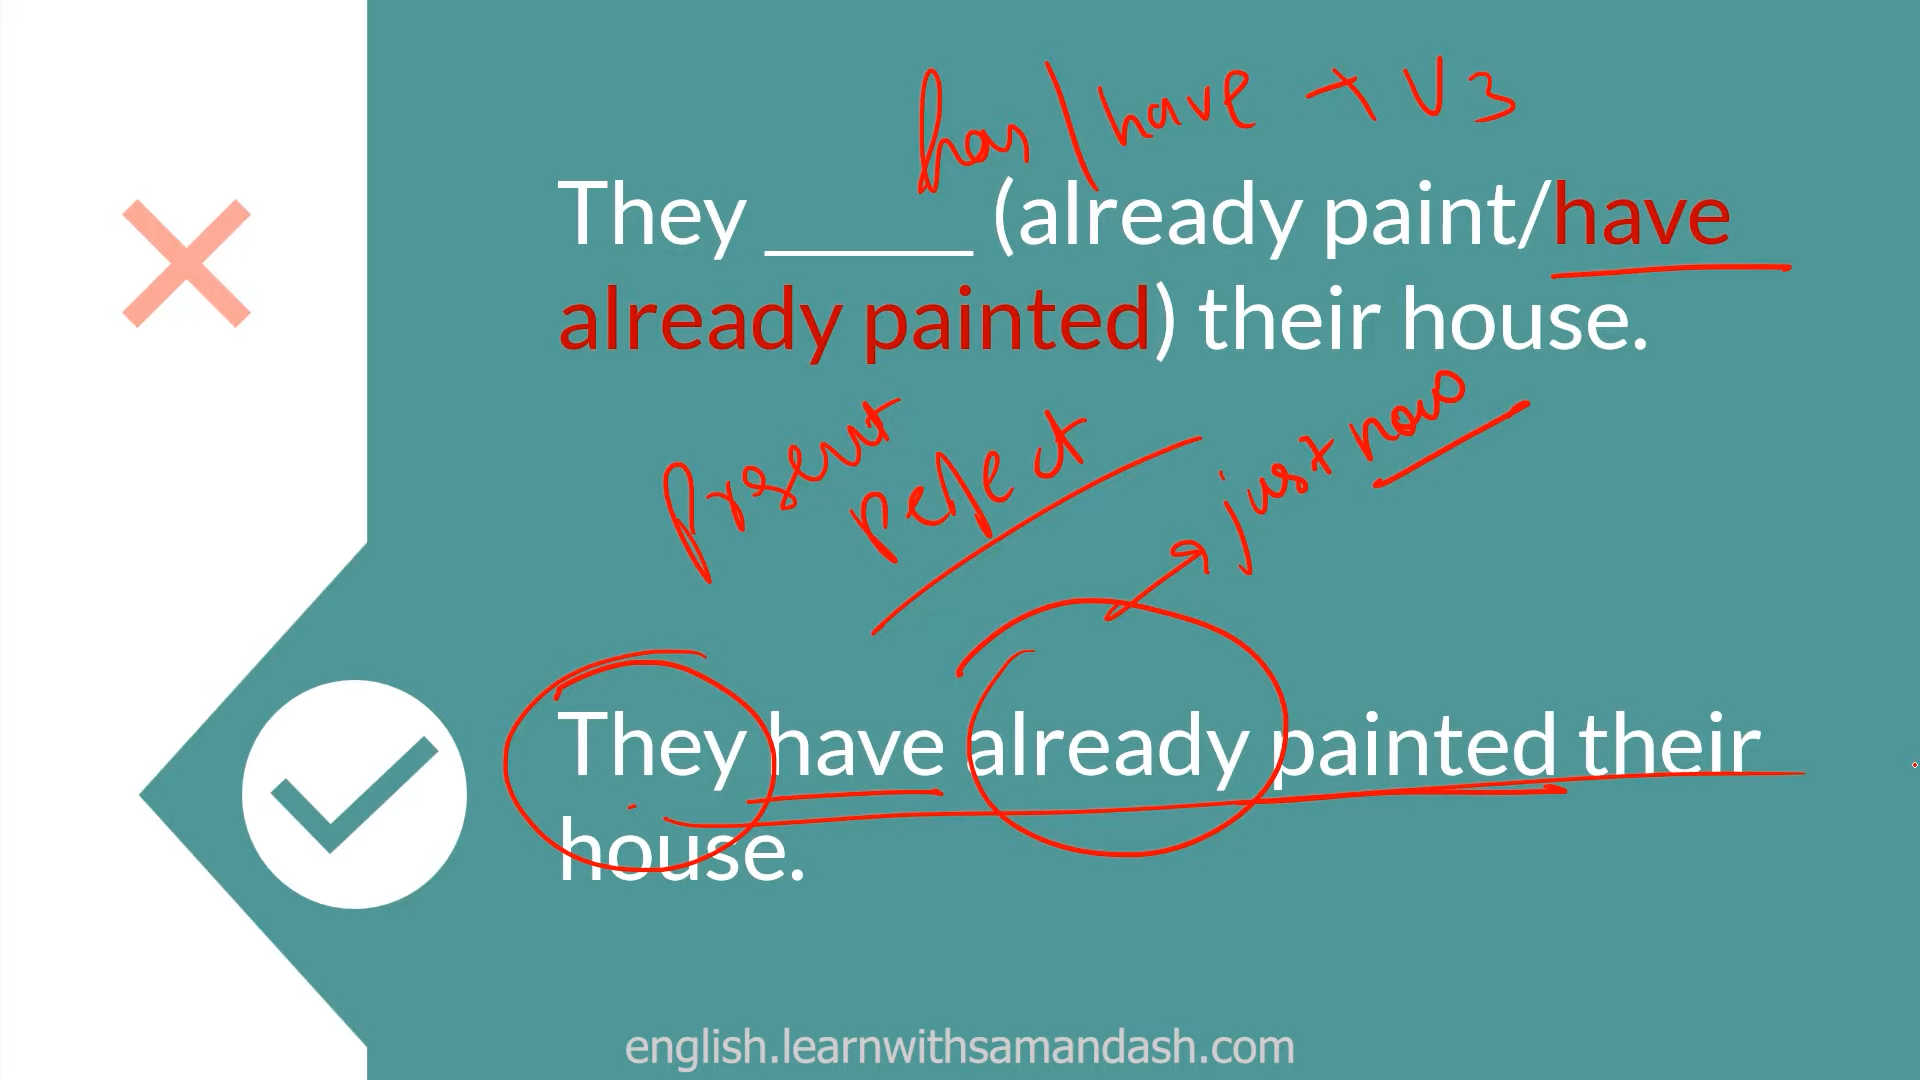 has/have + V3
They ______ (already paint/have
already painted) their house.
Present
perfect
just now
They have already painted their
house.
english.learnwithsamandash.com